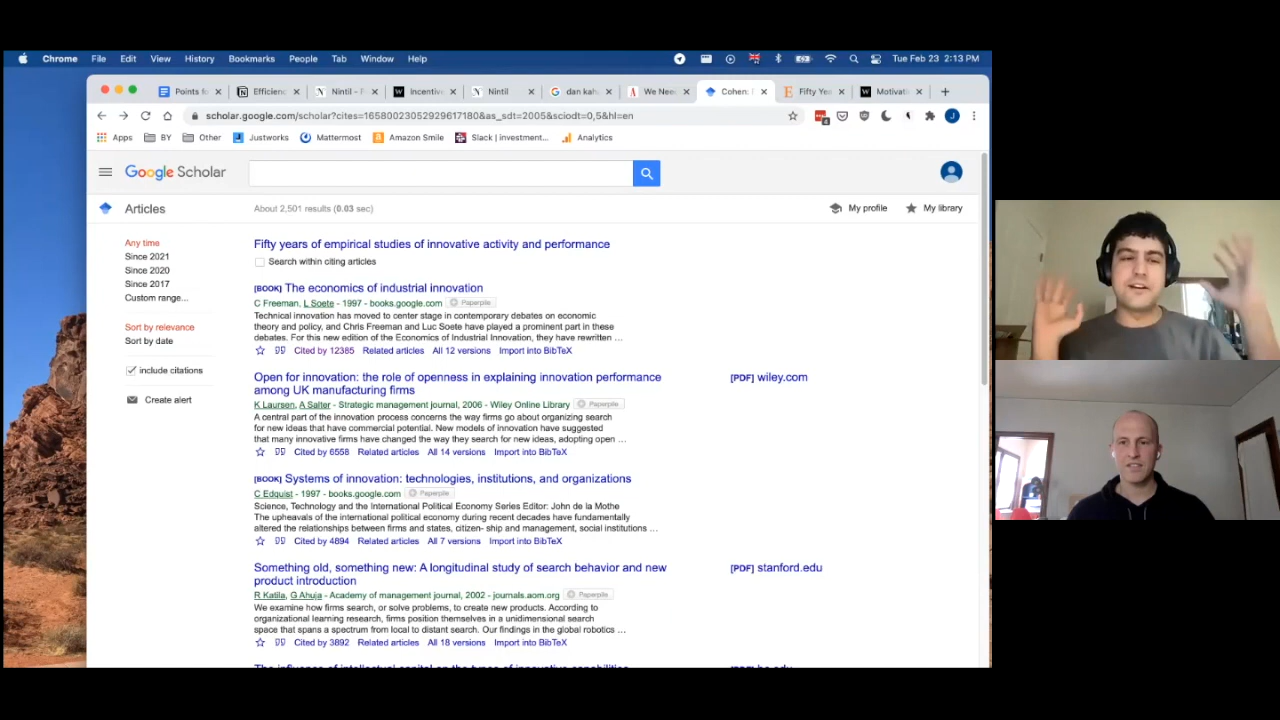 Chrome File Edit View History Bookmarks People Tab Window Help Tue Feb 23 2:13 PM
Points fo Efficienc Nintil - P Incentive Nintil dan kah We Nee Cohen: Fifty Yea Motivati
scholar.google.com/scholar?cites=16580023052929617180&as_sdt=2005&sciodt=0,5&hl=en
Apps BY Other Justworks Mattermost Amazon Smile Slack | investment... Analytics
Google Scholar
Articles About 2,501 results (0.03 sec) My profile My library
Any time
Since 2021
Since 2020
Since 2017
Custom range...
Sort by relevance
Sort by date
include citations
Create alert
Fifty years of empirical studies of innovative activity and performance
Search within citing articles
[BOOK] The economics of industrial innovation
C Freeman, L Soete - 1997 - books.google.com Paperpile
Technical innovation has moved to center stage in contemporary debates on economic
theory and policy, and Chris Freeman and Luc Soete have played a prominent part in these
debates. For this new edition of the Economics of Industrial Innovation, they have rewritten ...
Cited by 12385 Related articles All 12 versions Import into BibTeX
Open for innovation: the role of openness in explaining innovation performance
among UK manufacturing firms
[PDF] wiley.com
K Laursen, A Salter - Strategic management journal, 2006 - Wiley Online Library Paperpile
A central part of the innovation process concerns the way firms go about organizing search
for new ideas that have commercial potential. New models of innovation have suggested
that many innovative firms have changed the way they search for new ideas, adopting open ...
Cited by 6558 Related articles All 14 versions Import into BibTeX
[BOOK] Systems of innovation: technologies, institutions, and organizations
C Edquist - 1997 - books.google.com Paperpile
Science, Technology and the International Political Economy Series Editor: John de la Mothe
The upheavals of the international political economy during recent decades have fundamentally
altered the relationships between firms and states, citizen- ship and management, social institutions ...
Cited by 4894 Related articles All 7 versions Import into BibTeX
Something old, something new: A longitudinal study of search behavior and new
product introduction
[PDF] stanford.edu
R Katila, G Ahuja - Academy of management journal, 2002 - journals.aom.org Paperpile
We examine how firms search, or solve problems, to create new products. According to
organizational learning research, firms position themselves in a unidimensional search
space that spans a spectrum from local to distant search. Our findings in the global robotics ...
Cited by 3892 Related articles All 18 versions Import into BibTeX